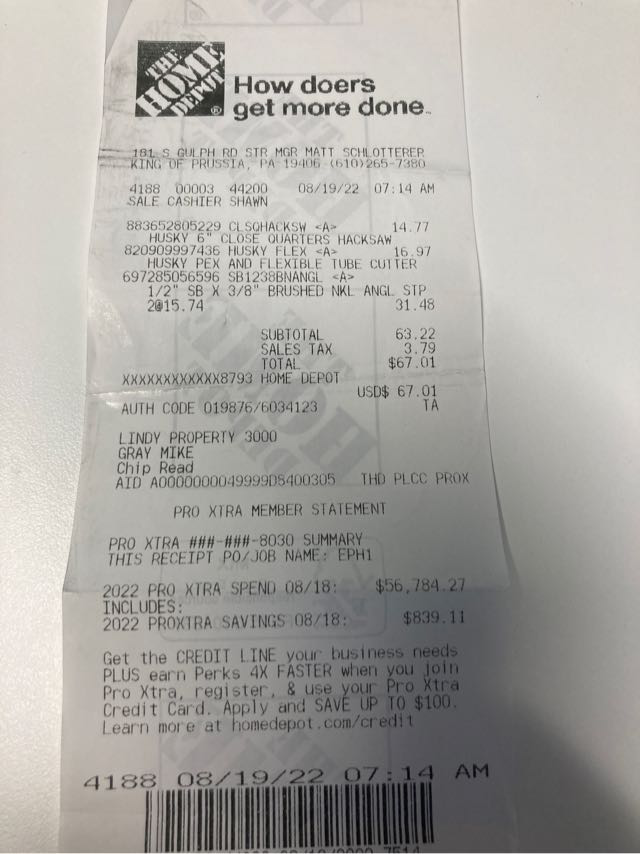 THE
HOME
DEPOT
®
How doers
get more done™
181 S GULPH RD STR MGR MATT SCHLOTTERER
KING OF PRUSSIA, PA 19406 (610)265-7380
4188 00003 44200 08/19/22 07:14 AM
SALE CASHIER SHAWN
883652805229 CLSQHACKSW <A> 14.77
HUSKY 6" CLOSE QUARTERS HACKSAW
820909997436 HUSKY FLEX <A> 16.97
HUSKY PEX AND FLEXIBLE TUBE CUTTER
697285056596 SB1238BNANGL <A>
1/2" SB X 3/8" BRUSHED NKL ANGL STP
2@15.74 31.48
SUBTOTAL 63.22
SALES TAX 3.79
TOTAL $67.01
XXXXXXXXXXXX8793 HOME DEPOT
USD$ 67.01
AUTH CODE 019876/6034123 TA
LINDY PROPERTY 3000
GRAY MIKE
Chip Read
AID A0000000049999D8400305 THD PLCC PROX
PRO XTRA MEMBER STATEMENT
PRO XTRA ###-###-8030 SUMMARY
THIS RECEIPT PO/JOB NAME: EPH1
2022 PRO XTRA SPEND 08/18: $56,784.27
INCLUDES:
2022 PROXTRA SAVINGS 08/18: $839.11
Get the CREDIT LINE your business needs
PLUS earn Perks 4X FASTER when you join
Pro Xtra, register, & use your Pro Xtra
Credit Card. Apply and SAVE UP TO $100.
Learn more at homedepot.com/credit
4188 08/19/22 07:14 AM